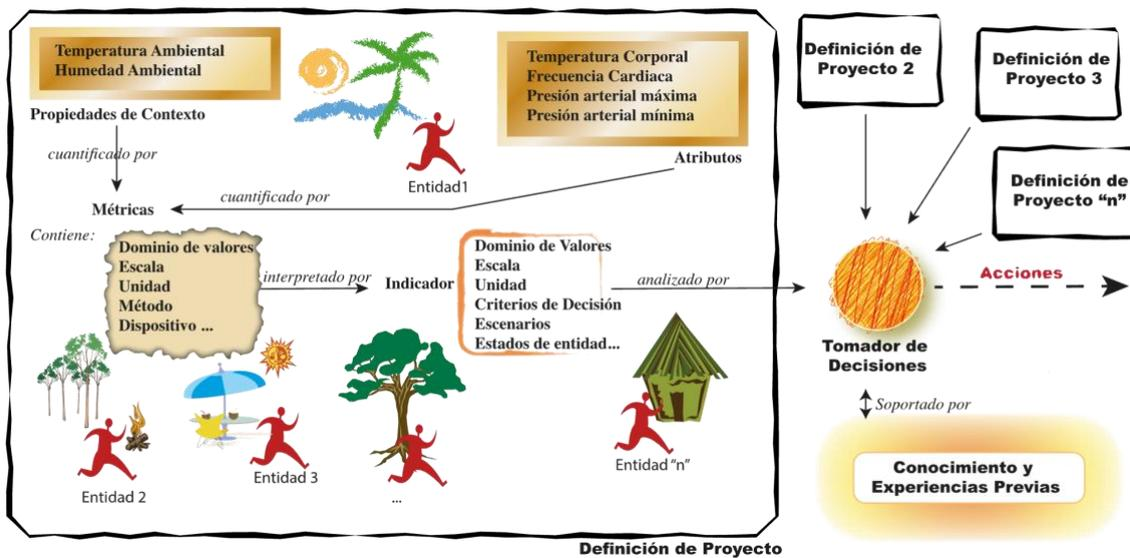 Temperatura Ambiental
Humedad Ambiental
Propiedades de Contexto
cuantificado por
Temperatura Corporal
Frecuencia Cardiaca
Presión arterial máxima
Presión arterial mínima
Atributos
Entidad1
cuantificado por
Métricas
Contiene:
Dominio de valores
Escala
Unidad
Método
Dispositivo ...
interpretado por
Indicador
Dominio de Valores
Escala
Unidad
Criterios de Decisión
Escenarios
Estados de entidad...
analizado por
Entidad 2
Entidad 3
...
Entidad "n"
Definición de Proyecto
Definición de
Proyecto 2
Definición de
Proyecto 3
Definición de
Proyecto "n"
Acciones
Tomador de
Decisiones
Soportado por
Conocimiento y
Experiencias Previas